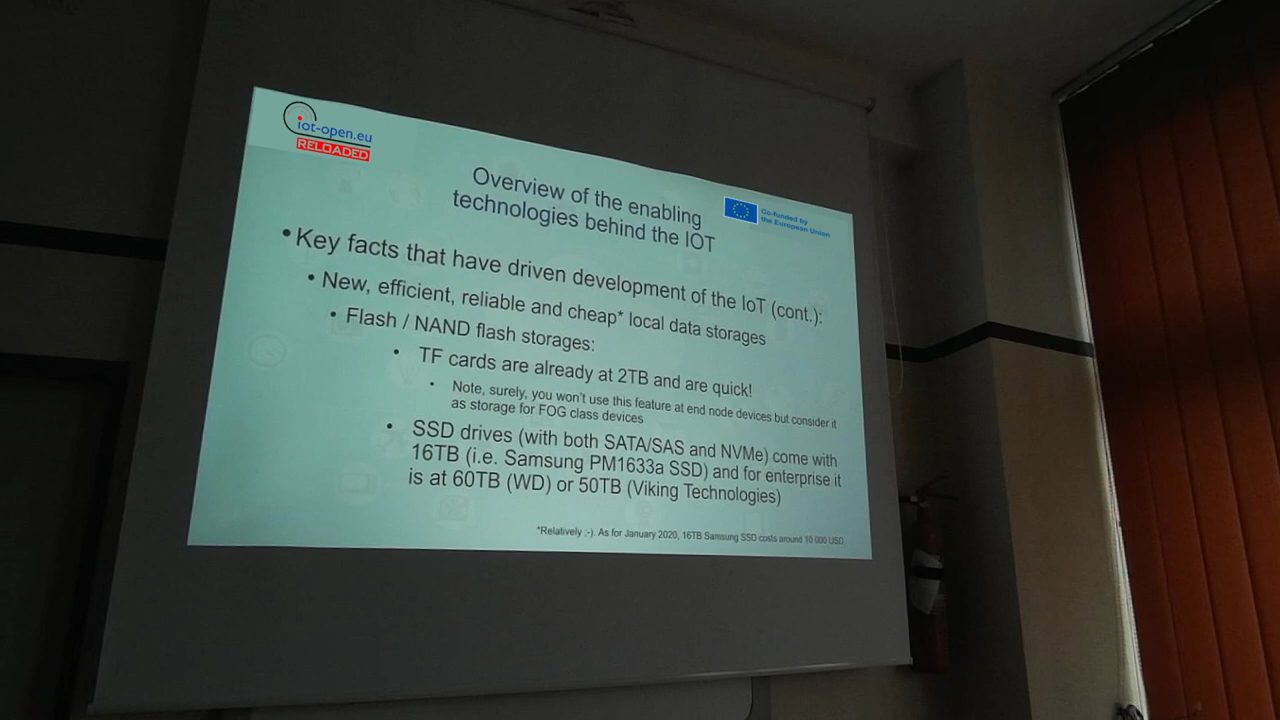 iot-open.eu
RELOADED
Overview of the enabling
technologies behind the IOT
Co-funded by
the European Union
• Key facts that have driven development of the IoT (cont.):
• New, efficient, reliable and cheap* local data storages
• Flash / NAND flash storages:
• TF cards are already at 2TB and are quick!
• Note, surely, you won't use this feature at end node devices but consider it
as storage for FOG class devices
• SSD drives (with both SATA/SAS and NVMe) come with
16TB (i.e. Samsung PM1633a SSD) and for enterprise it
is at 60TB (WD) or 50TB (Viking Technologies)
*Relatively :-). As for January 2020, 16TB Samsung SSD costs around 10 000 USD